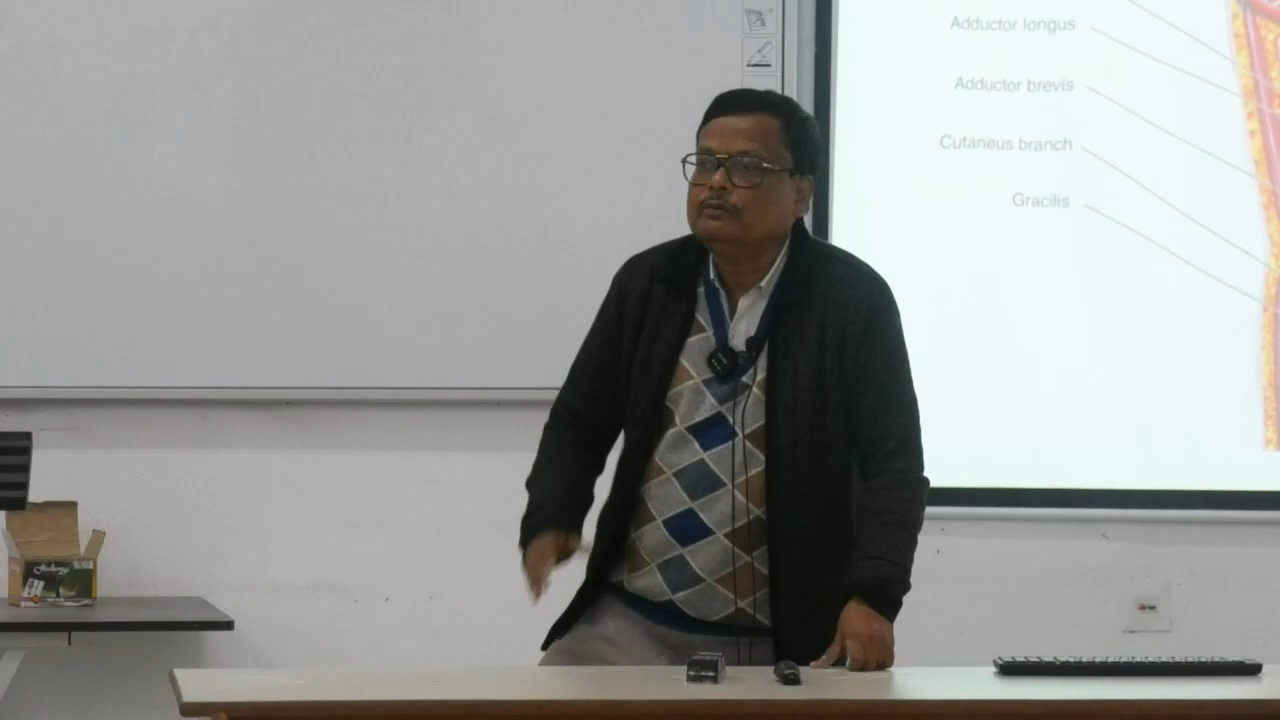 Adductor longus
Adductor brevis
Cutaneus branch
Gracilis